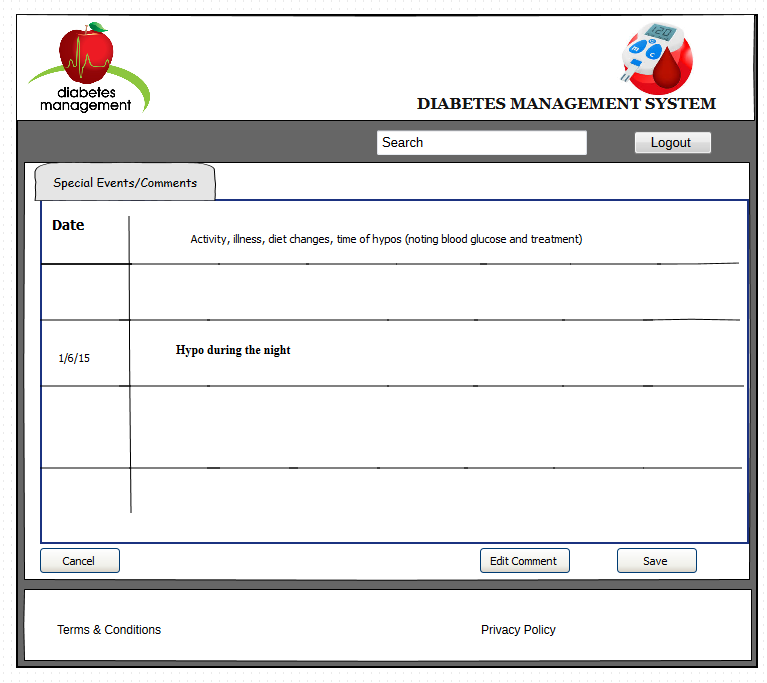 diabetes
management
120
m
c
DIABETES MANAGEMENT SYSTEM
Search
Logout
Special Events/Comments
Date
Activity, illness, diet changes, time of hypos (noting blood glucose and treatment)
1/6/15
Hypo during the night
Cancel
Edit Comment
Save
Terms & Conditions
Privacy Policy